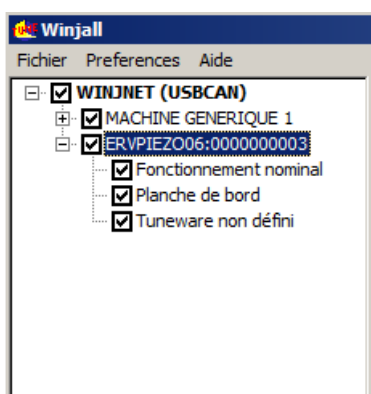 Winjall
Fichier Preferences Aide
WINJNET (USBCAN)
MACHINE GENERIQUE 1
ERVPIEZO06:0000000003
Fonctionnement nominal
Planche de bord
Tuneware non défini